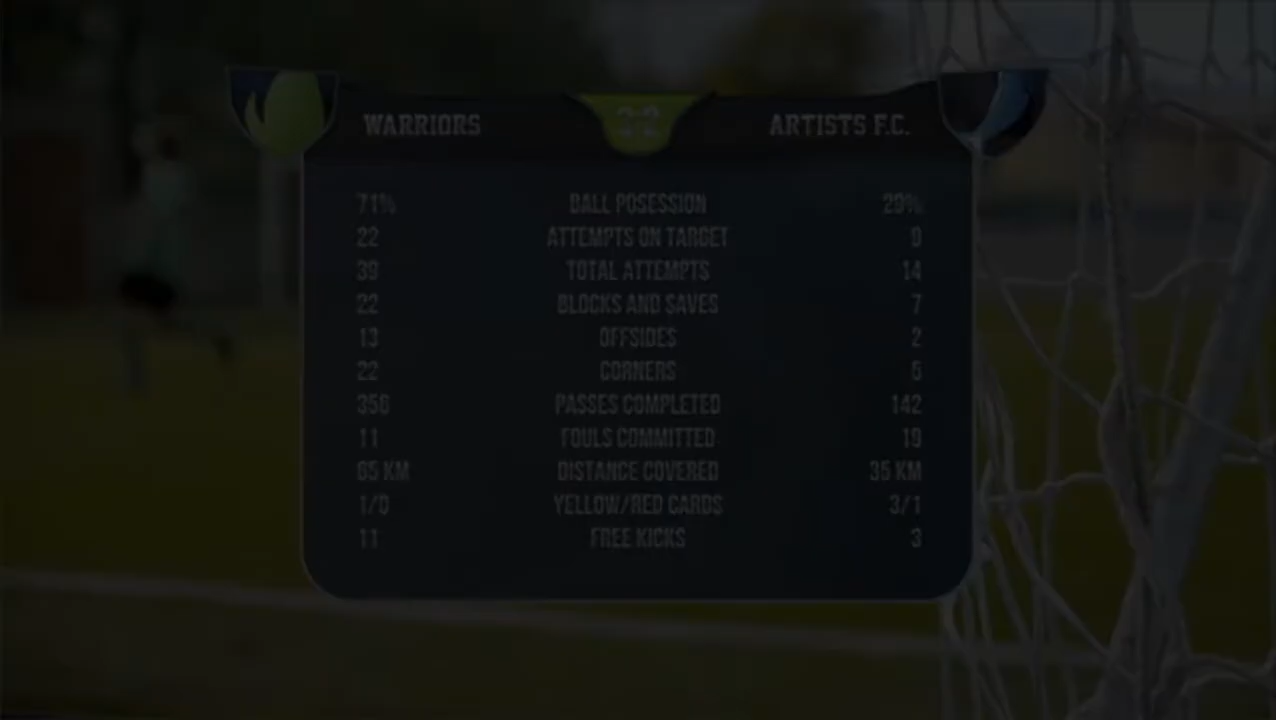 WARRIORS ARTISTS F.C.
71% BALL POSESSION 29%
22 ATTEMPTS ON TARGET 9
39 TOTAL ATTEMPTS 14
22 BLOCKS AND SAVES 7
13 OFFSIDES 2
22 CORNERS 5
356 PASSES COMPLETED 142
11 FOULS COMMITTED 19
65 KM DISTANCE COVERED 35 KM
1/0 YELLOW/RED CARDS 3/1
11 FREE KICKS 3